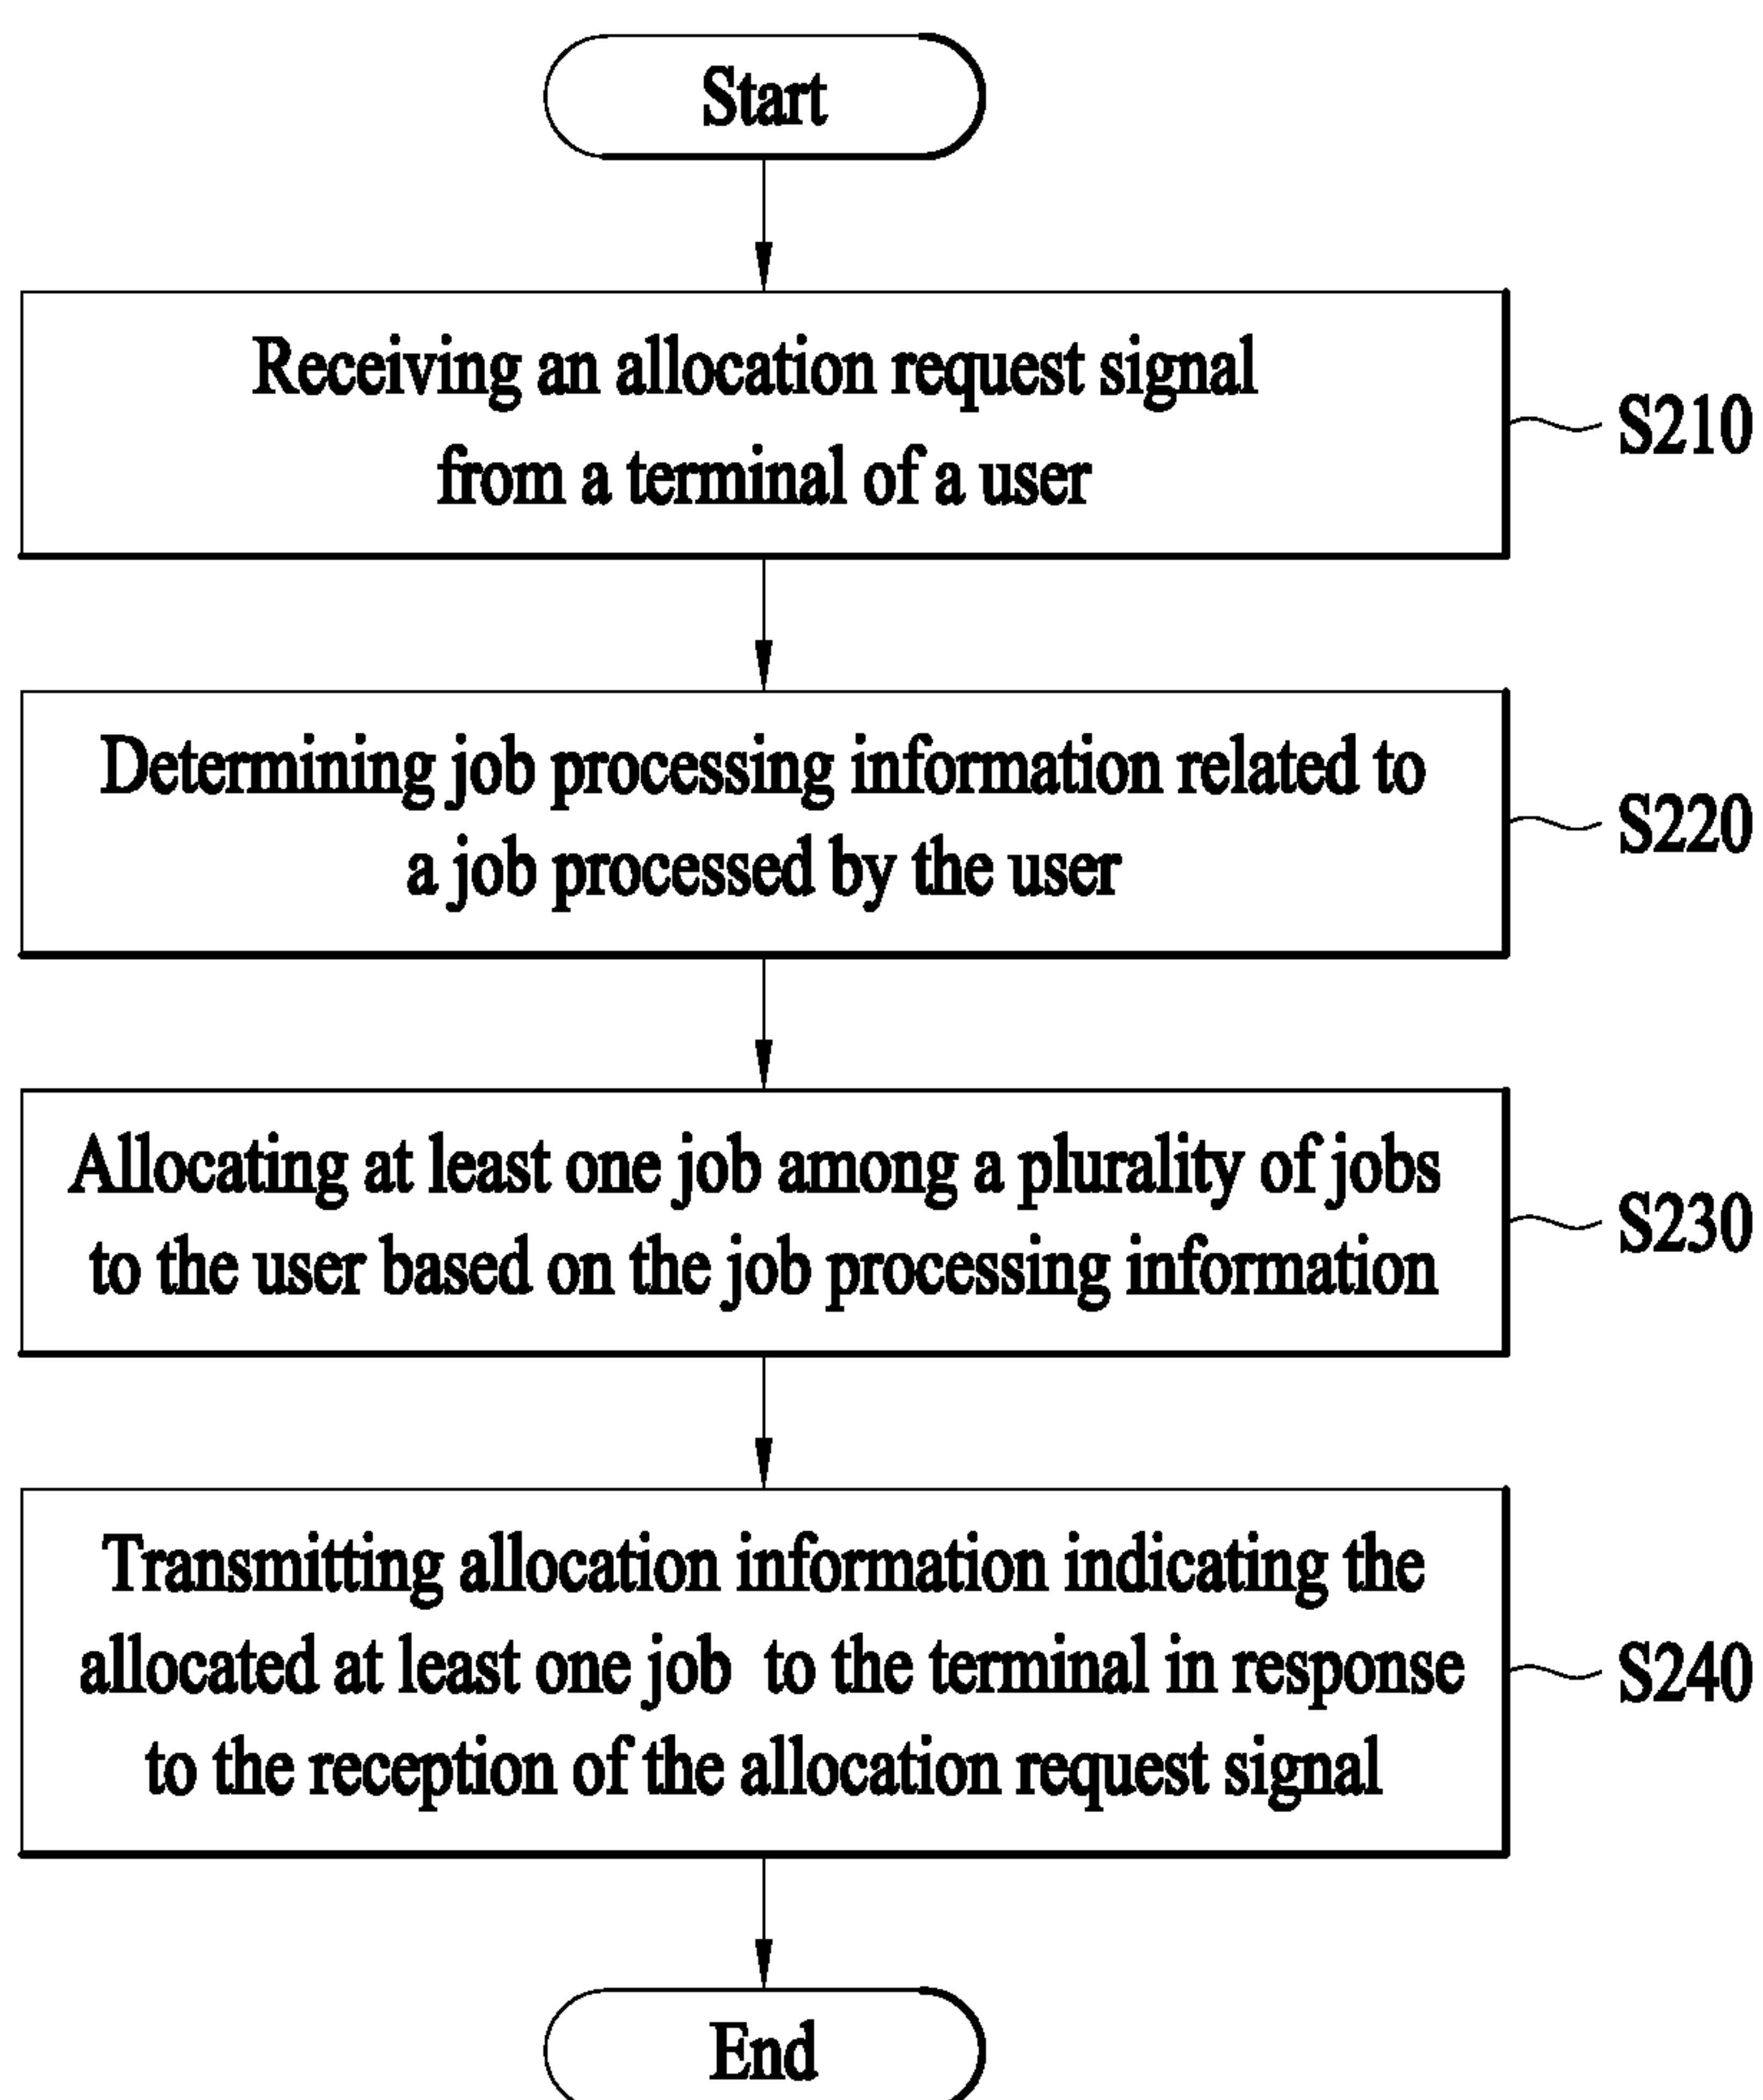 Start
Receiving an allocation request signal
from a terminal of a user
S210
Determining job processing information related to
a job processed by the user
S220
Allocating at least one job among a plurality of jobs
to the user based on the job processing information
S230
Transmitting allocation information indicating the
allocated at least one job to the terminal in response
to the reception of the allocation request signal
S240
End